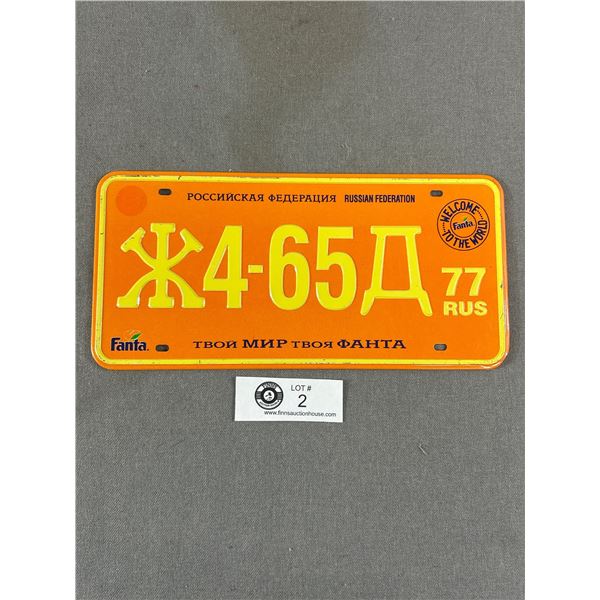 РОССИЙСКАЯ ФЕДЕРАЦИЯ RUSSIAN FEDERATION
WELCOME
Fanta
TO THE WORLD
Ж4-65Д 77
RUS
Fanta
ТВОЙ МИР ТВОЯ ФАНТА
LOT #
2
www.finnsauctionhouse.com